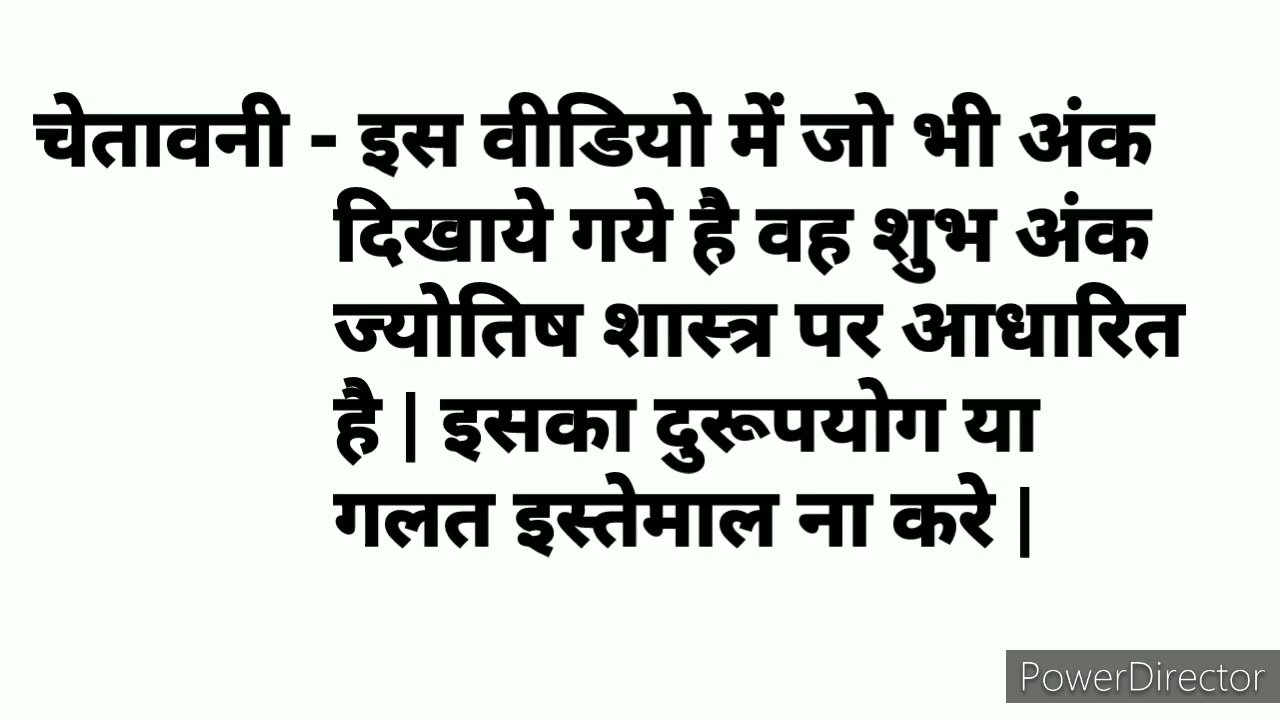 चेतावनी - इस वीडियो में जो भी अंक
दिखाये गये है वह शुभ अंक
ज्योतिष शास्त्र पर आधारित
है | इसका दुरूपयोग या
गलत इस्तेमाल ना करे |
PowerDirector